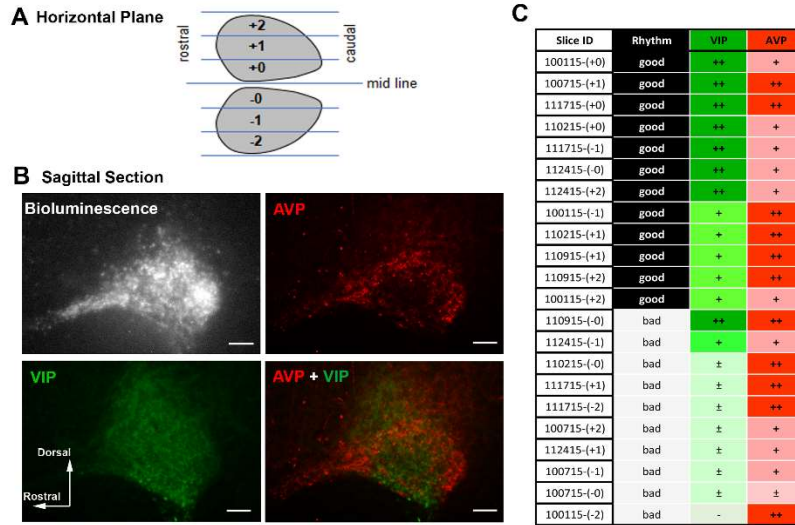 A Horizontal Plane
rostral
+2
+1
+0
-0
-1
-2
caudal
mid line
B Sagittal Section
Bioluminescence
AVP
VIP
Dorsal
Rostral
AVP + VIP
C
Slice ID Rhythm VIP AVP
100115-(+0) good ++ +
100715-(+1) good ++ ++
111715-(+0) good ++ ++
110215-(+0) good ++ +
111715-(-1) good ++ +
112415-(-0) good ++ +
112415-(+2) good ++ +
100115-(-1) good + ++
110215-(+1) good + ++
110915-(+1) good + ++
110915-(+2) good + ++
100115-(+2) good + +
110915-(-0) bad ++ ++
112415-(-1) bad + +
110215-(-0) bad ± ++
111715-(+1) bad ± ++
111715-(-2) bad ± ++
100715-(+2) bad ± +
112415-(+1) bad ± +
100715-(-1) bad ± +
100715-(-0) bad ± ±
100115-(-2) bad - ++